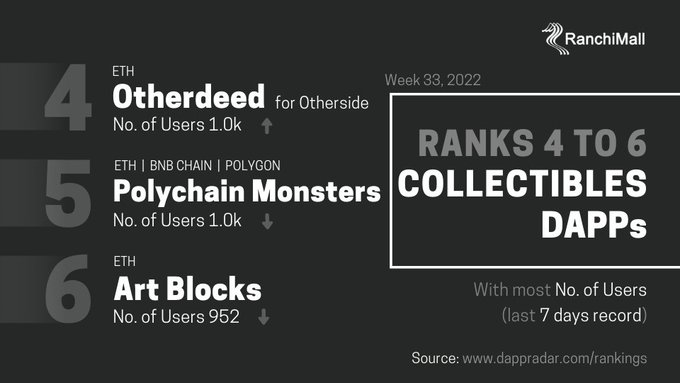 RanchiMall
Week 33, 2022
RANKS 4 TO 6
COLLECTIBLES
DAPPs
4
ETH
Otherdeed for Otherside
No. of Users 1.0k
5
ETH | BNB CHAIN | POLYGON
Polychain Monsters
No. of Users 1.0k
6
ETH
Art Blocks
No. of Users 952
With most No. of Users
(last 7 days record)
Source: www.dappradar.com/rankings